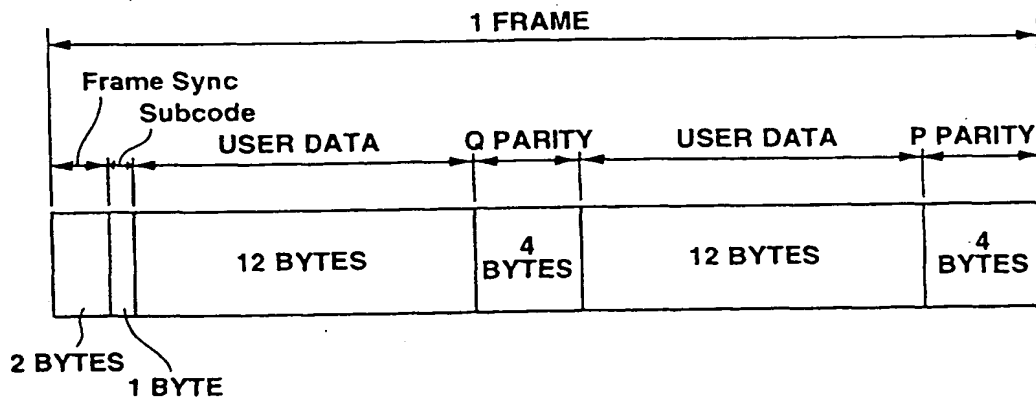 1 FRAME
Frame Sync
Subcode
USER DATA
Q PARITY
USER DATA
P PARITY
12 BYTES
4
BYTES
12 BYTES
4
BYTES
2 BYTES
1 BYTE